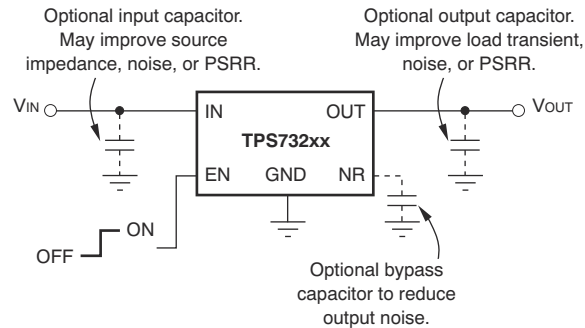 Optional input capacitor.
May improve source
impedance, noise, or PSRR.
Optional output capacitor.
May improve load transient,
noise, or PSRR.
VIN
IN
OUT
VOUT
TPS732xx
EN
GND
NR
ON
OFF
Optional bypass
capacitor to reduce
output noise.